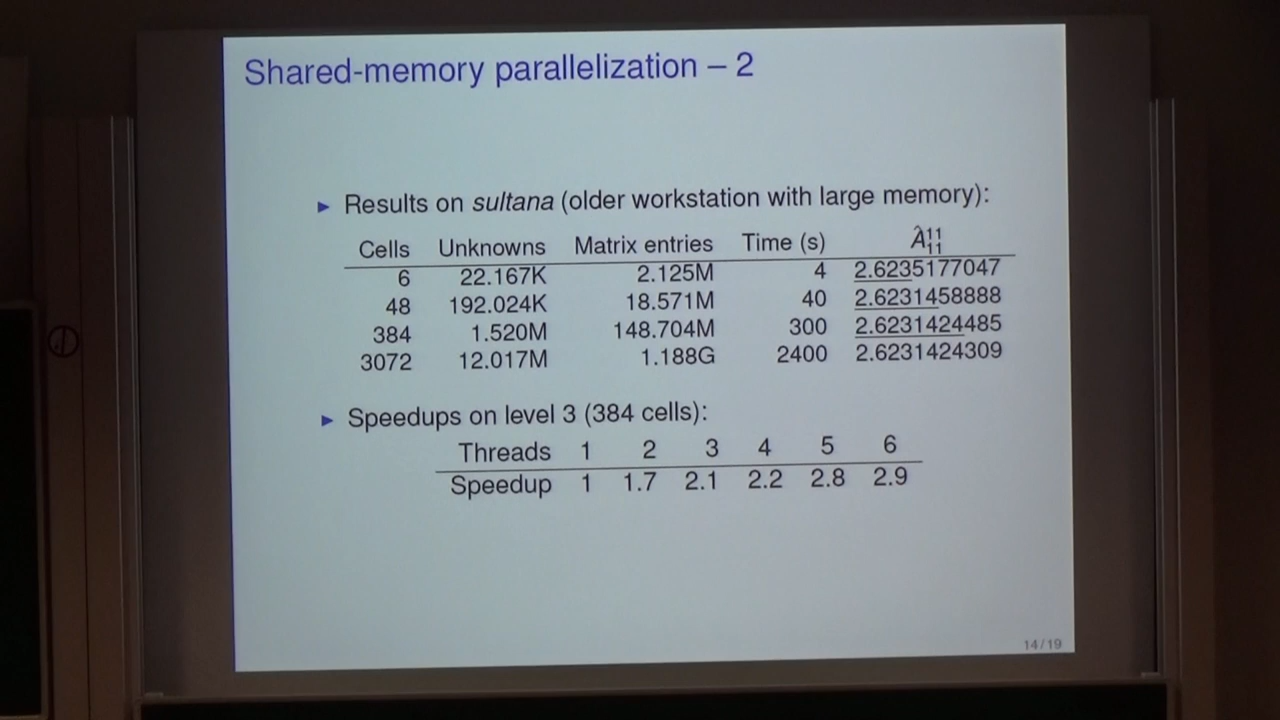 Shared-memory parallelization – 2
► Results on sultana (older workstation with large memory):
Cells Unknowns Matrix entries Time (s) Â¹¹₁₁
6 22.167K 2.125M 4 2.6235177047
48 192.024K 18.571M 40 2.6231458888
384 1.520M 148.704M 300 2.6231424485
3072 12.017M 1.188G 2400 2.6231424309
► Speedups on level 3 (384 cells):
Threads 1 2 3 4 5 6
Speedup 1 1.7 2.1 2.2 2.8 2.9
14/19